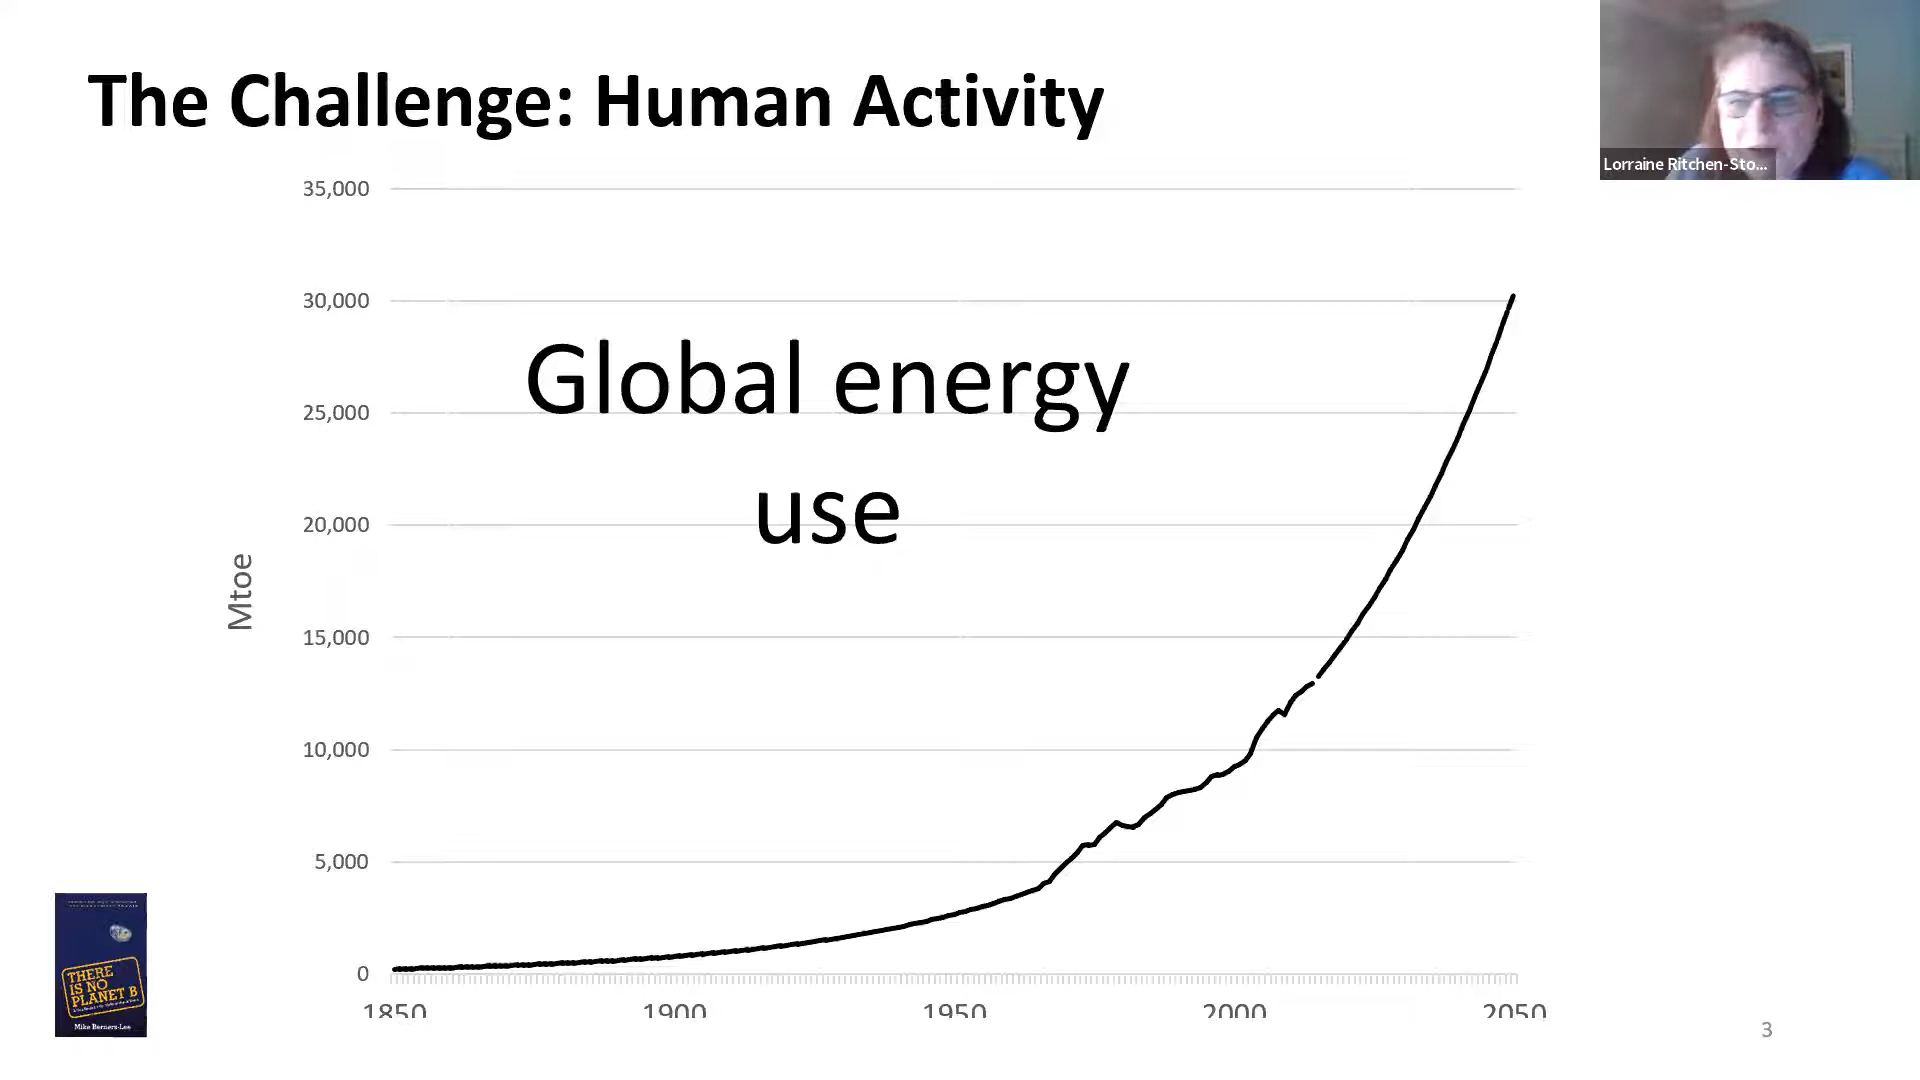 The Challenge: Human Activity
Lorraine Ritchen-Sto...
35,000
30,000
Global energy
25,000
use
20,000
Mtoe
15,000
10,000
5,000
0
1850
1900
1950
2000
2050
THERE
IS NO
PLANET B
Mike Berners-Lee
3